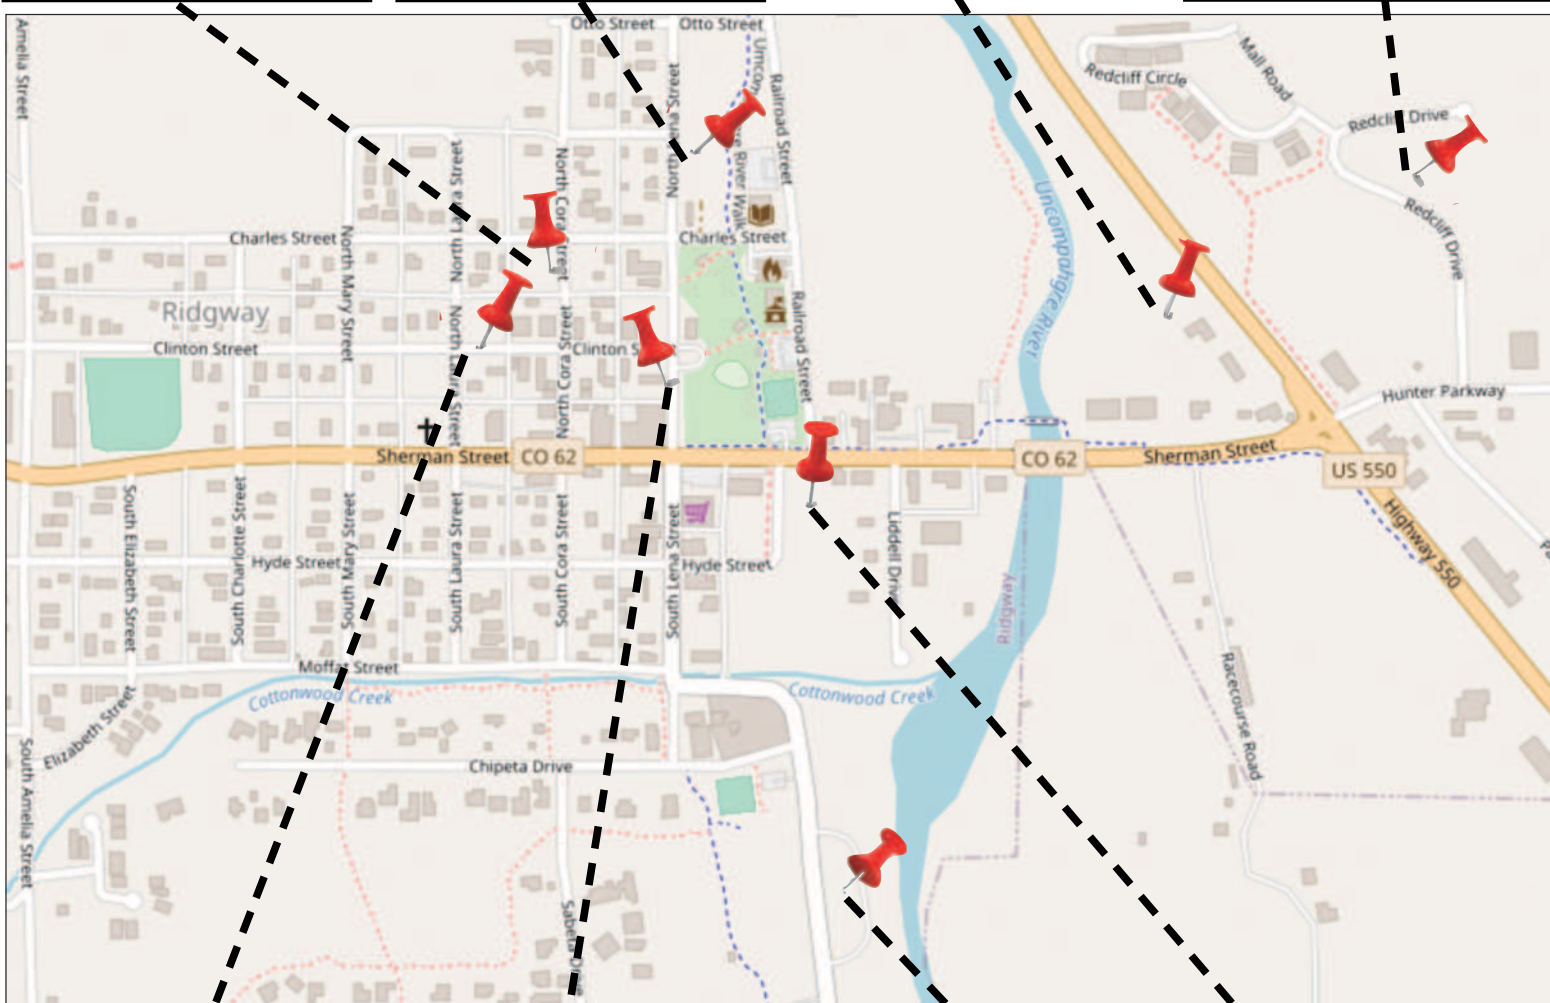 Otto Street
Otto Street
Amelia Street
Railroad Street
Mall Road
Redcliff Circle
Redcliff Drive
North Lena Street
River Walk
North Laura Street
North Cora Street
Uncompahgre River
Redcliff Drive
Charles Street
Charles Street
North Mary Street
Ridgway
Railroad Street
North Laura Street
North Cora Street
Clinton Street
Clinton
Hunter Parkway
Sherman Street
CO 62
CO 62
Sherman Street
US 550
South Elizabeth Street
South Charlotte Street
South Mary Street
South Laura Street
South Cora Street
South Lena Street
Liddell Drive
Highway 550
Hyde Street
Hyde Street
Ridgway
Moffat Street
Cottonwood Creek
Cottonwood Creek
Racecourse Road
Elizabeth Street
South Amelia Street
Chipeta Drive
Sabeta Drive